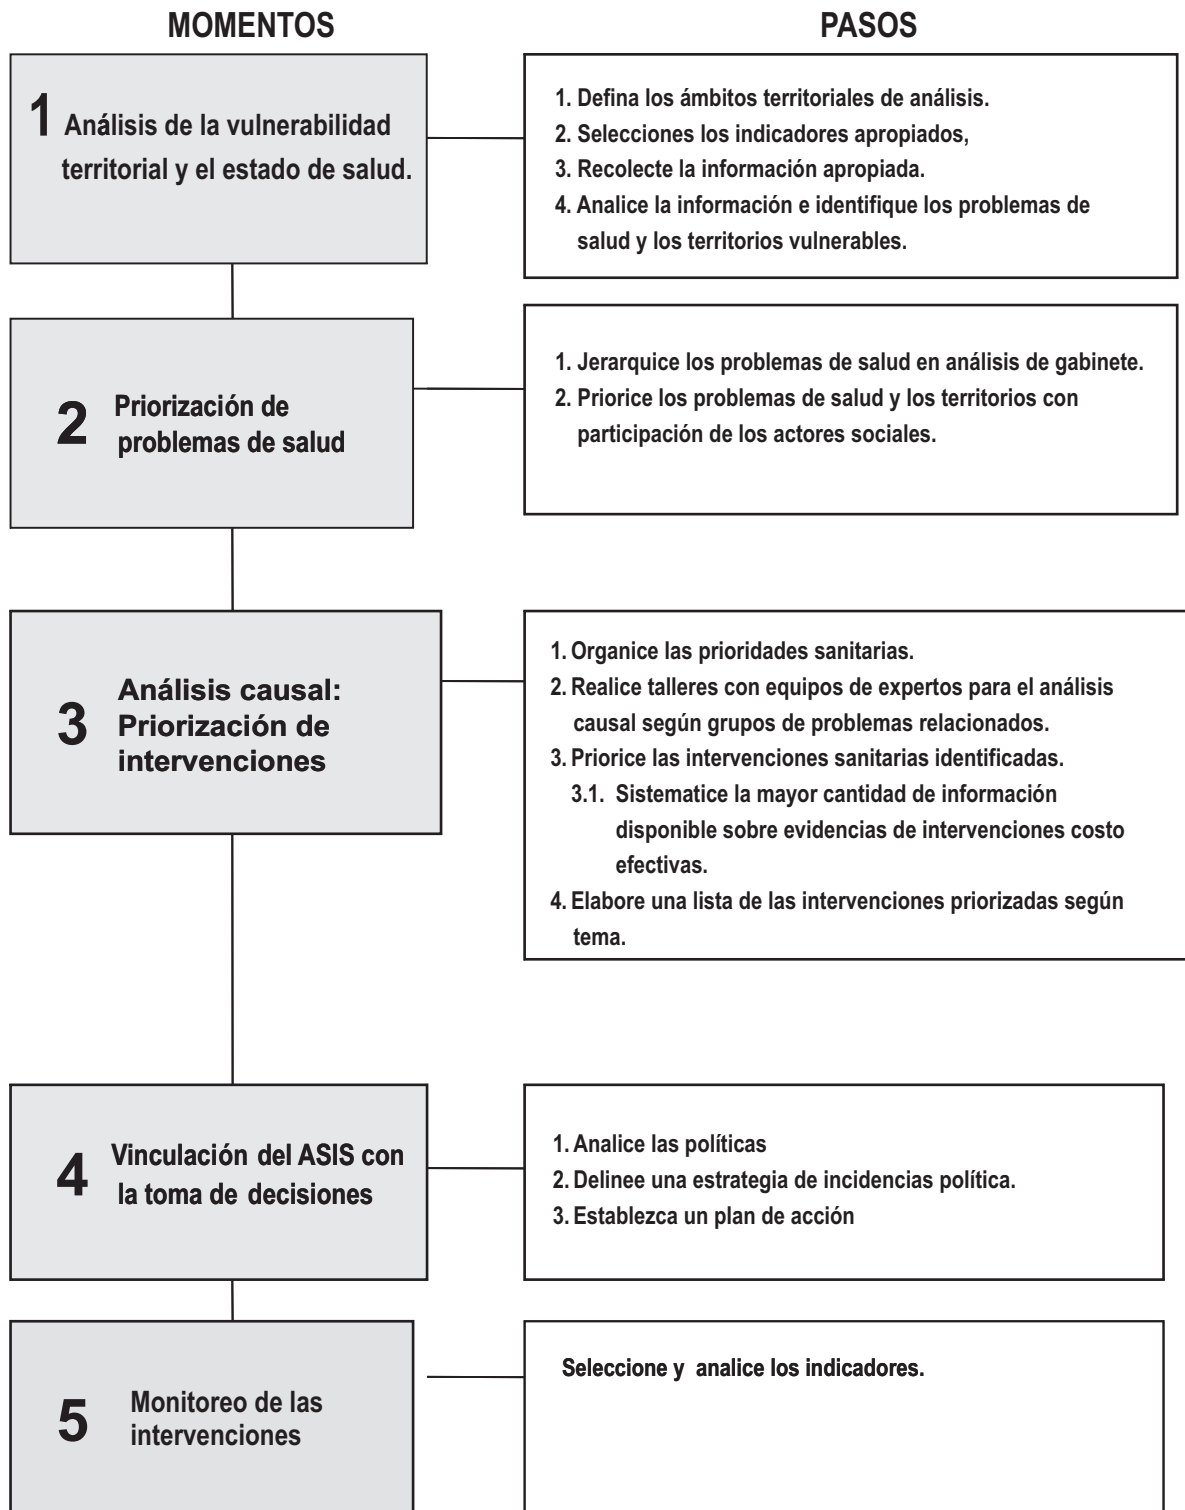 MOMENTOS
PASOS
1 Análisis de la vulnerabilidad
territorial y el estado de salud.
1. Defina los ámbitos territoriales de análisis.
2. Selecciones los indicadores apropiados,
3. Recolecte la información apropiada.
4. Analice la información e identifique los problemas de
salud y los territorios vulnerables.
2 Priorización de
problemas de salud
1. Jerarquice los problemas de salud en análisis de gabinete.
2. Priorice los problemas de salud y los territorios con
participación de los actores sociales.
3 Análisis causal:
Priorización de
intervenciones
1. Organice las prioridades sanitarias.
2. Realice talleres con equipos de expertos para el análisis
causal según grupos de problemas relacionados.
3. Priorice las intervenciones sanitarias identificadas.
3.1. Sistematice la mayor cantidad de información
disponible sobre evidencias de intervenciones costo
efectivas.
4. Elabore una lista de las intervenciones priorizadas según
tema.
4 Vinculación del ASIS con
la toma de decisiones
1. Analice las políticas
2. Delinee una estrategia de incidencias política.
3. Establezca un plan de acción
5 Monitoreo de las
intervenciones
Seleccione y analice los indicadores.